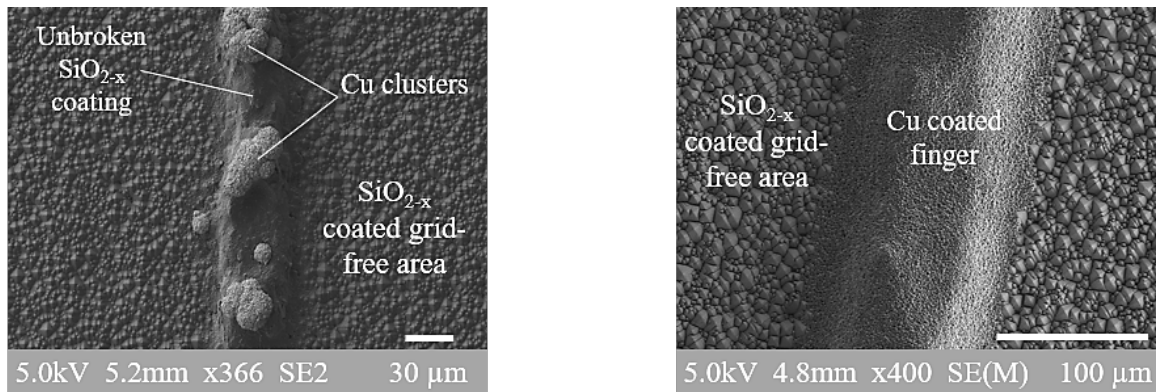 Unbroken
SiO₂₋ₓ
coating
Cu clusters
SiO₂₋ₓ
coated grid-
free area
5.0kV 5.2mm x366 SE2 30 µm
SiO₂₋ₓ
coated grid-
free area
Cu coated
finger
5.0kV 4.8mm x400 SE(M) 100 µm